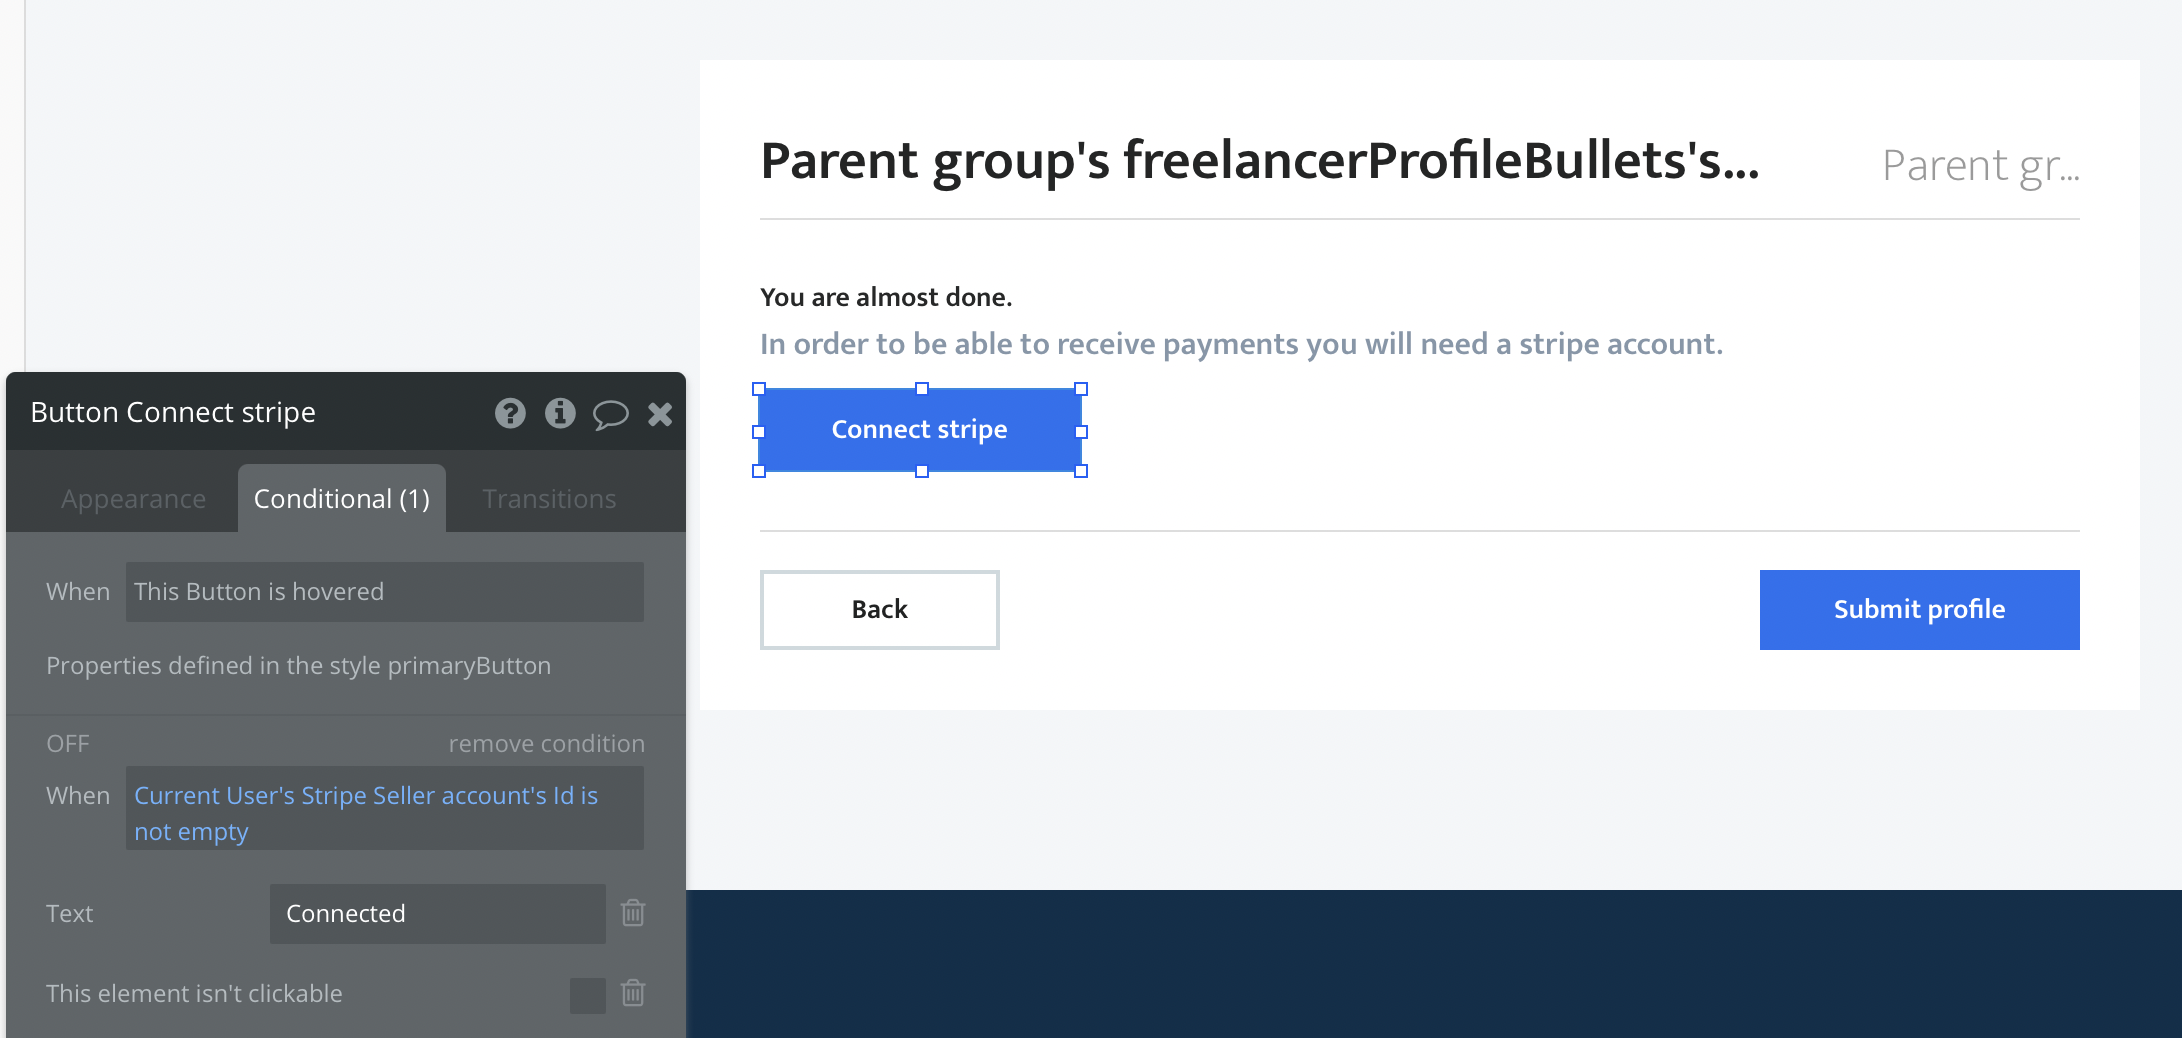 Parent group's freelancerProfileBullets's...
Parent gr...
You are almost done.
In order to be able to receive payments you will need a stripe account.
Connect stripe
Back
Submit profile
Button Connect stripe
Appearance
Conditional (1)
Transitions
When
This Button is hovered
Properties defined in the style primaryButton
OFF
remove condition
When
Current User's Stripe Seller account's Id is
not empty
Text
Connected
This element isn't clickable